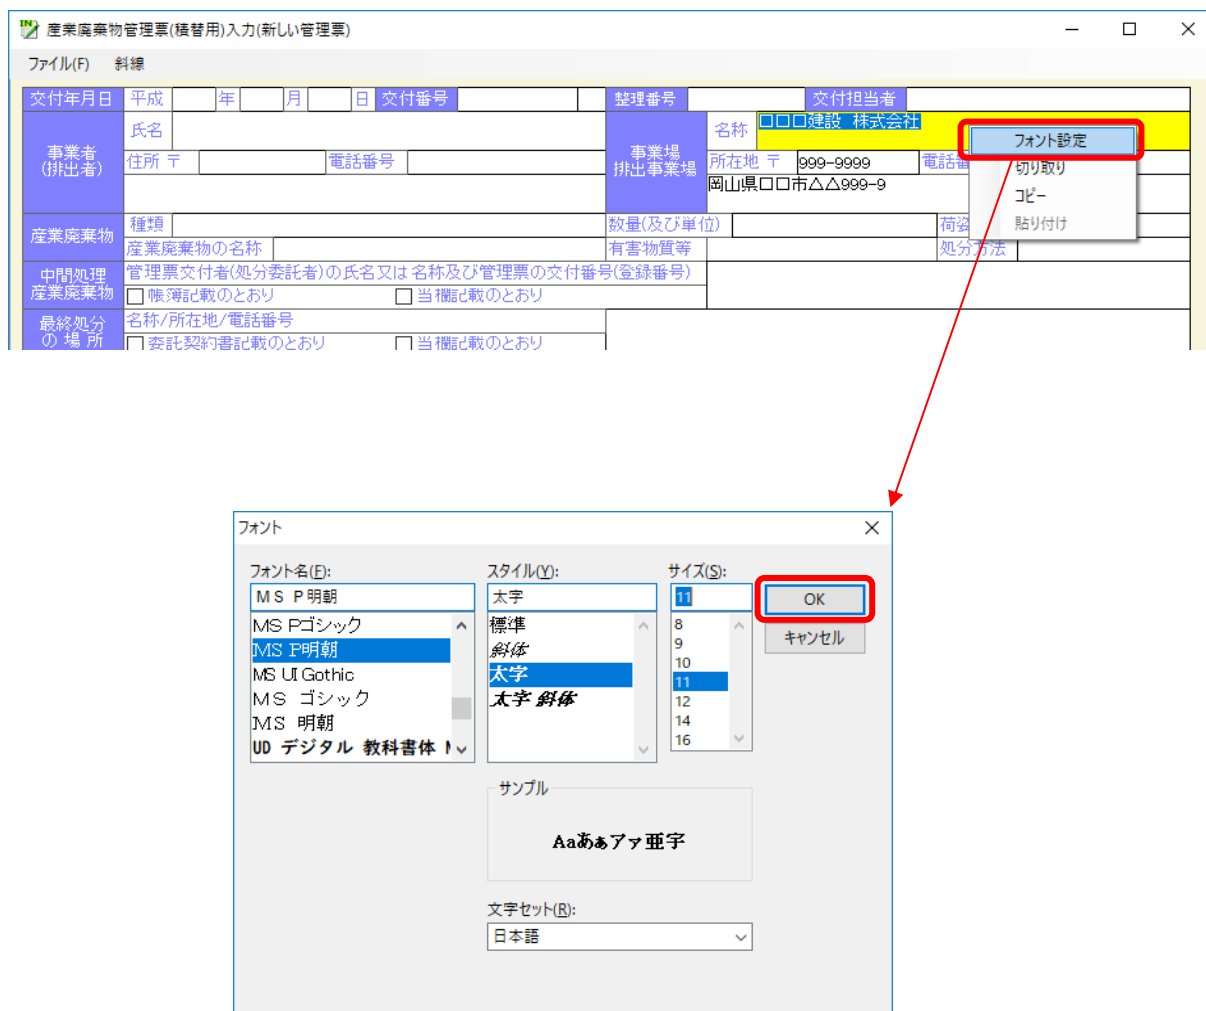 産業廃棄物管理票(積替用)入力(新しい管理票)
ファイル(F) 斜線
交付年月日 平成 年 月 日 交付番号 整理番号 交付担当者
事業者
(排出者)
氏名
住所 〒 電話番号
事業場
排出事業場
名称 □□□建設 株式会社
所在地 〒 999-9999
岡山県□□市△△999-9
フォント設定
切り取り
コピー
貼り付け
産業廃棄物 種類 数量(及び単位)
産業廃棄物の名称 有害物質等 処分方法
中間処理
産業廃棄物
管理票交付者(処分委託者)の氏名又は名称及び管理票の交付番号(登録番号)
帳簿記載のとおり 当欄記載のとおり
最終処分
の場所
名称/所在地/電話番号
委託契約書記載のとおり 当欄記載のとおり
フォント
フォント名(F): スタイル(Y): サイズ(S):
MS P明朝 太字 11
OK
キャンセル
MS Pゴシック
MS P明朝
MS UI Gothic
MS ゴシック
MS 明朝
UD デジタル 教科書体
標準
斜体
太字
太字 斜体
8
9
10
11
12
14
16
サンプル
Aaあぁアァ亜宇
文字セット(R):
日本語